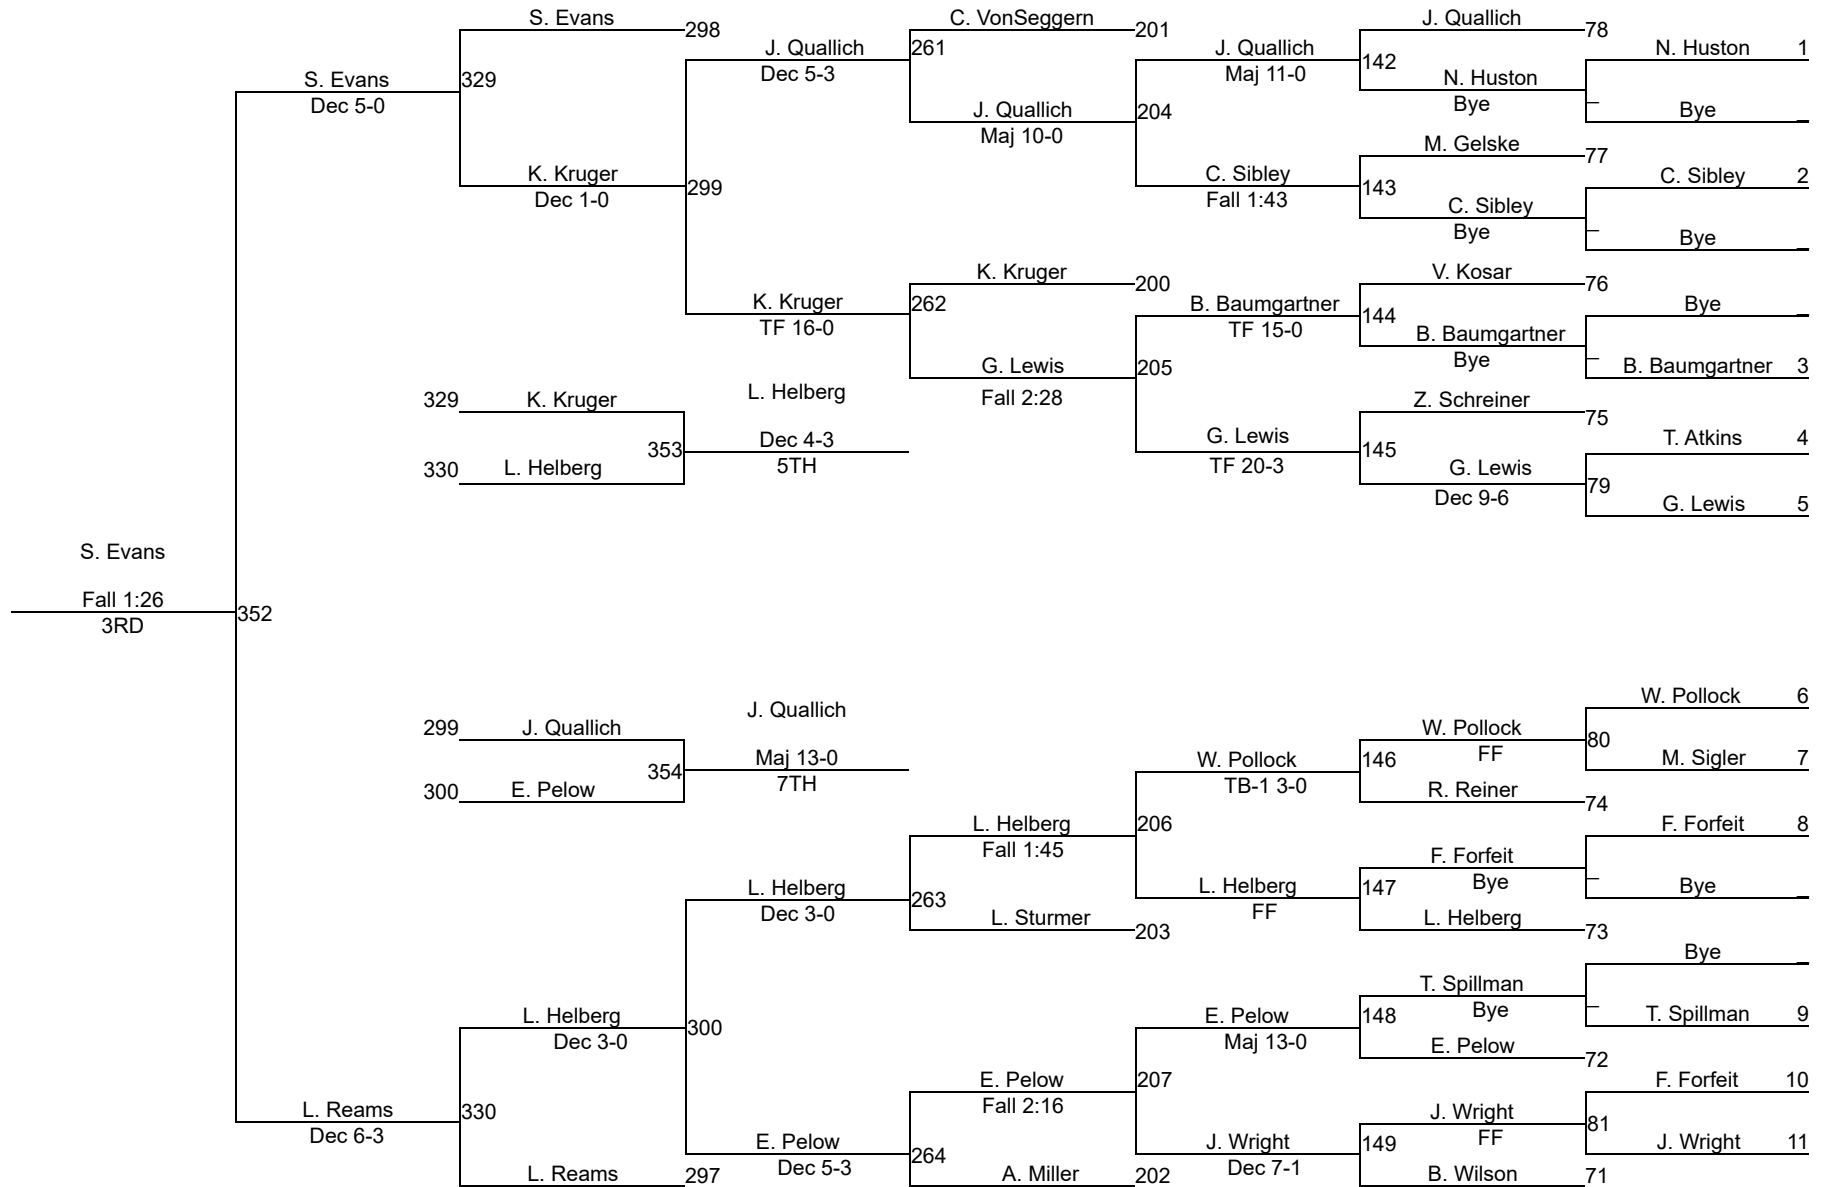 S. Evans
298
C. VonSeggern
201
J. Quallich
78
J. Quallich
Dec 5-3
261
J. Quallich
Maj 11-0
142
N. Huston 1
S. Evans
Dec 5-0
329
N. Huston
Bye
_
J. Quallich
Maj 10-0
204
Bye _
M. Gelske
77
K. Kruger
Dec 1-0
299
C. Sibley
Fall 1:43
143
C. Sibley 2
C. Sibley
Bye
_
Bye _
K. Kruger
200
V. Kosar
76
K. Kruger
TF 16-0
262
B. Baumgartner
TF 15-0
144
Bye _
B. Baumgartner
Bye
_
G. Lewis
Fall 2:28
205
B. Baumgartner 3
329
K. Kruger
L. Helberg
Z. Schreiner
75
353
Dec 4-3
5TH
G. Lewis
TF 20-3
145
T. Atkins 4
330
L. Helberg
G. Lewis
Dec 9-6
79
G. Lewis 5
S. Evans
Fall 1:26
3RD
352
W. Pollock 6
299
J. Quallich
J. Quallich
W. Pollock
FF
80
354
Maj 13-0
7TH
W. Pollock
TB-1 3-0
146
M. Sigler 7
300
E. Pelow
R. Reiner
74
L. Helberg
Fall 1:45
206
F. Forfeit 8
F. Forfeit
Bye
_
L. Helberg
Dec 3-0
263
L. Helberg
FF
147
Bye _
L. Sturmer
203
L. Helberg
73
Bye _
T. Spillman
Bye
_
L. Helberg
Dec 3-0
300
E. Pelow
Maj 13-0
148
T. Spillman 9
E. Pelow
72
E. Pelow
Fall 2:16
207
F. Forfeit 10
L. Reams
Dec 6-3
330
J. Wright
FF
81
E. Pelow
Dec 5-3
264
J. Wright
Dec 7-1
149
J. Wright 11
L. Reams
297
A. Miller
202
B. Wilson
71